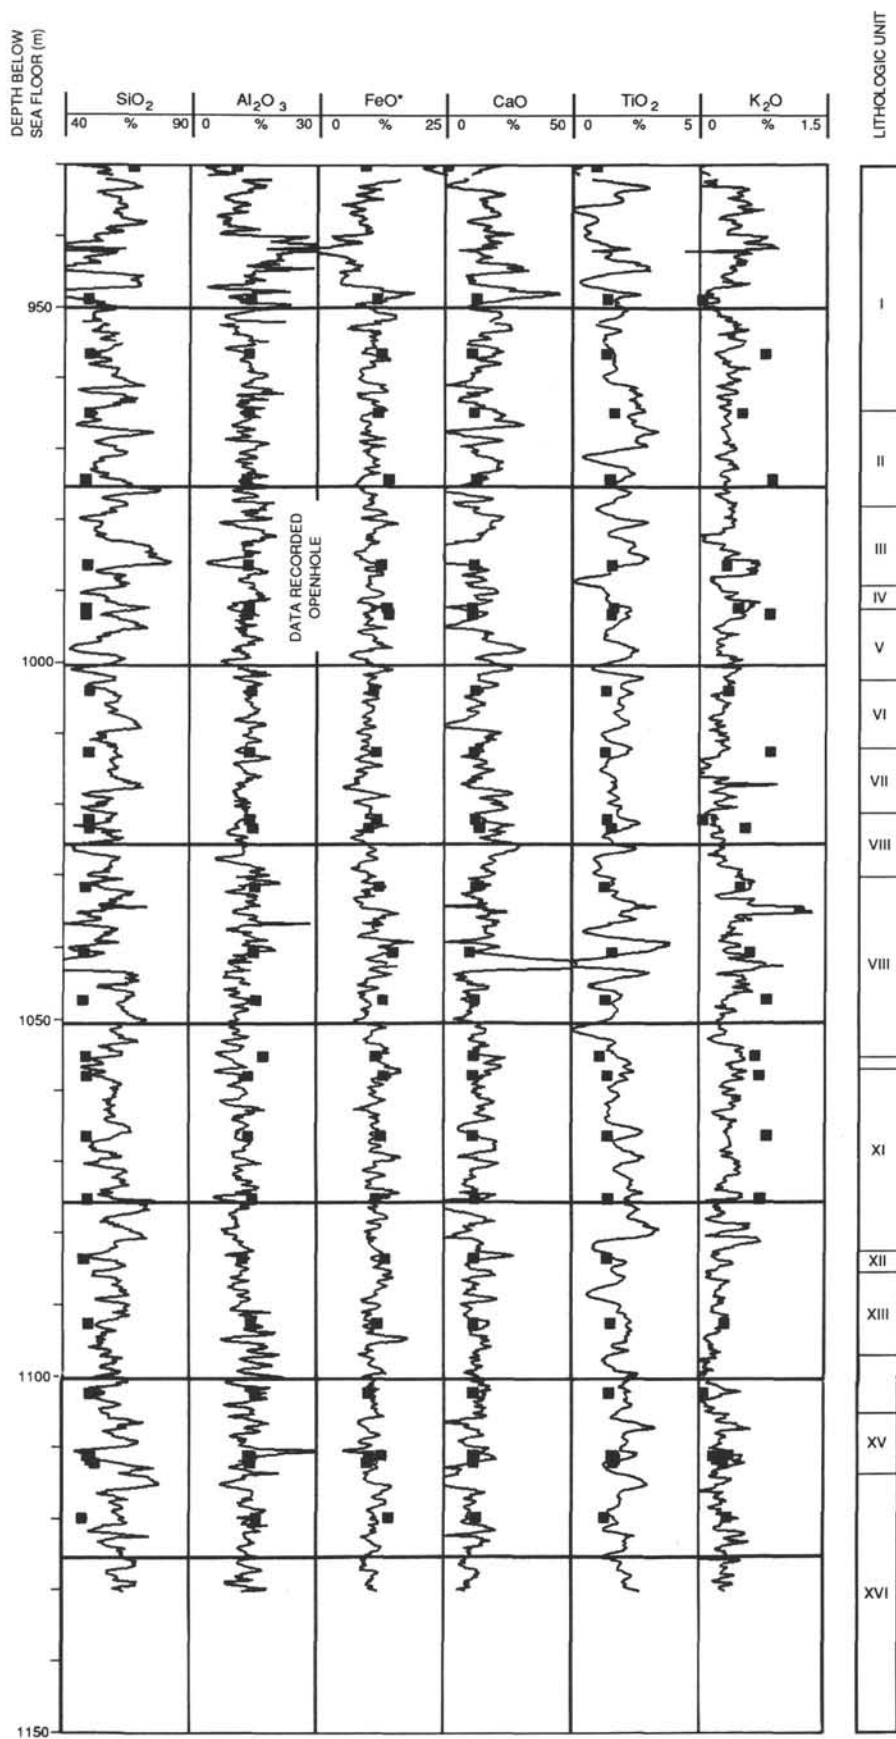 DEPTH BELOW
SEA FLOOR (m)
SiO2
Al2O3
FeO*
CaO
TiO2
K2O
LITHOLOGIC UNIT
40 % 90
0 % 30
0 % 25
0 % 50
0 % 5
0 % 1.5
950
1000
1050
1100
1150
DATA RECORDED
OPENHOLE
I
II
III
IV
V
VI
VII
VIII
VIII
XI
XII
XIII
XV
XVI